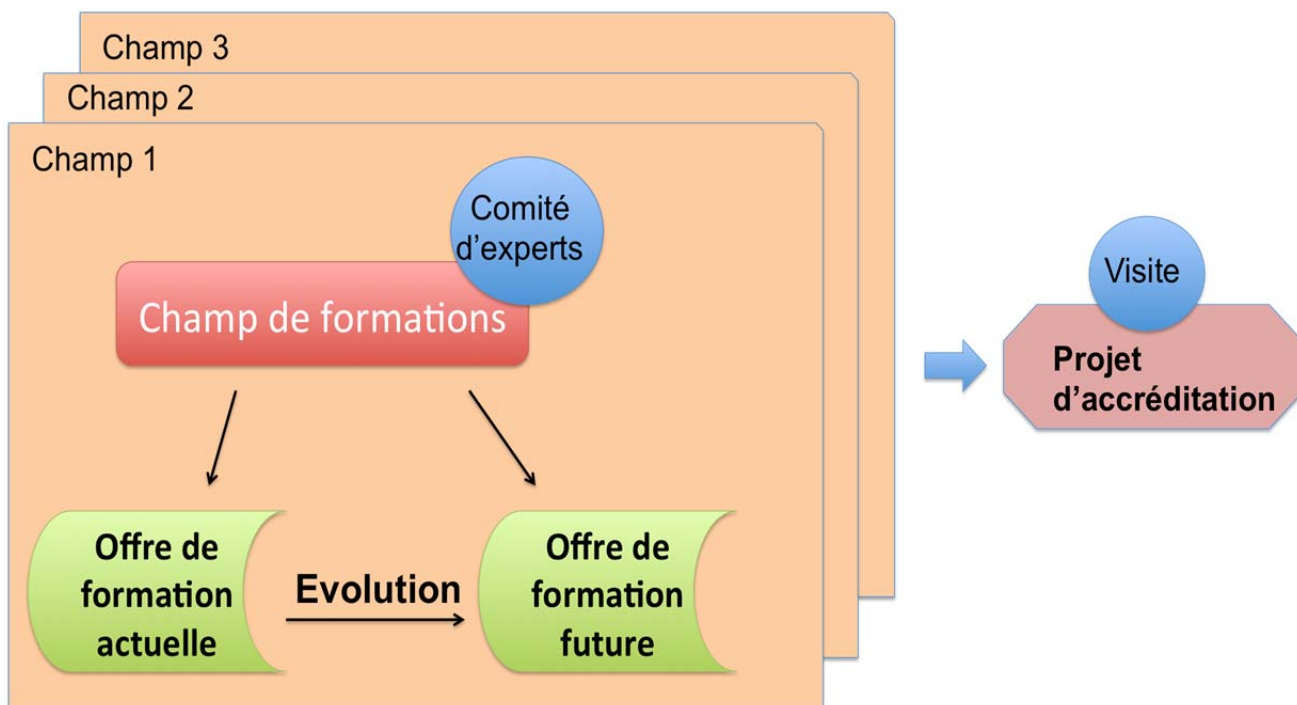 Champ 3
Champ 2
Champ 1
Comité
d’experts
Champ de formations
Offre de
formation
actuelle
Evolution
Offre de
formation
future
Visite
Projet
d’accréditation